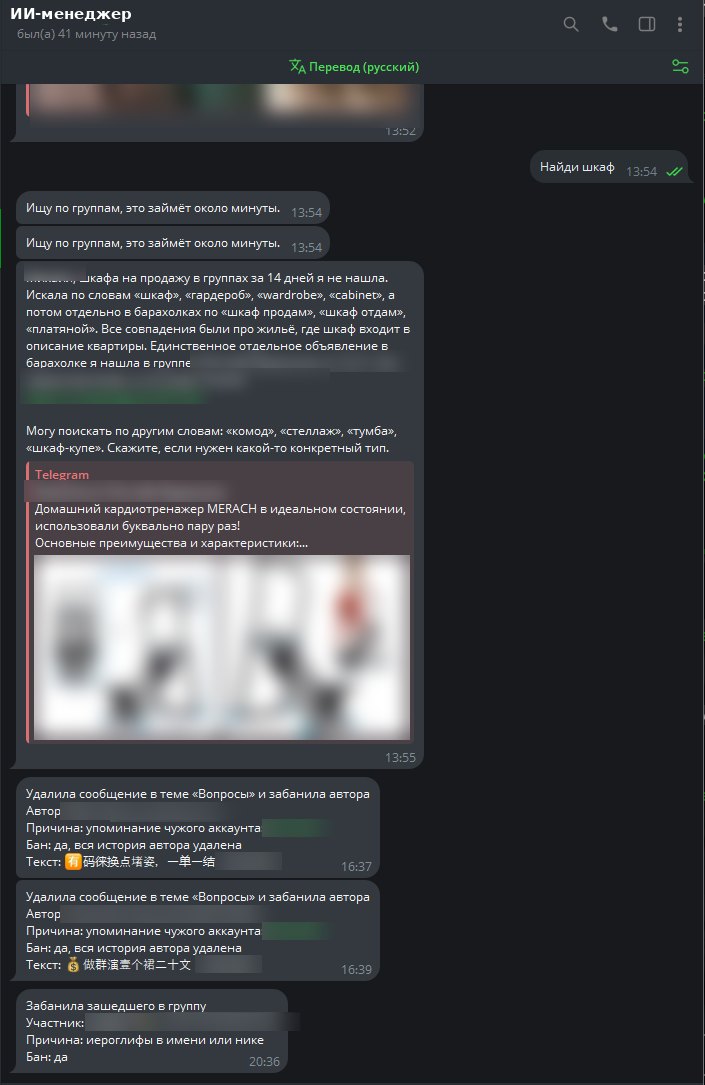 ИИ-менеджер
был(а) 41 минуту назад
Перевод (русский)
13:52
Найди шкаф 13:54
Ищу по группам, это займёт около минуты. 13:54
Ищу по группам, это займёт около минуты. 13:54
шкафа на продажу в группах за 14 дней я не нашла.
Искала по словам «шкаф», «гардероб», «wardrobe», «cabinet», а
потом отдельно в барахолках по «шкаф продам», «шкаф отдам»,
«платяной». Все совпадения были про жильё, где шкаф входит в
описание квартиры. Единственное отдельное объявление в
барахолке я нашла в группе
Могу поискать по другим словам: «комод», «стеллаж», «тумба»,
«шкаф-купе». Скажите, если нужен какой-то конкретный тип.
Telegram
Домашний кардиотренажер MERACH в идеальном состоянии,
использовали буквально пару раз!
Основные преимущества и характеристики:...
13:55
Удалила сообщение в теме «Вопросы» и забанила автора
Автор
Причина: упоминание чужого аккаунта
Бан: да, вся история автора удалена
Текст: 🈶码俫换点堵姿，一单一结
16:37
Удалила сообщение в теме «Вопросы» и забанила автора
Автор
Причина: упоминание чужого аккаунта
Бан: да, вся история автора удалена
Текст: 💰做群演壹个裙二十文
16:39
Забанила зашедшего в группу
Участник:
Причина: иероглифы в имени или нике
Бан: да
20:36